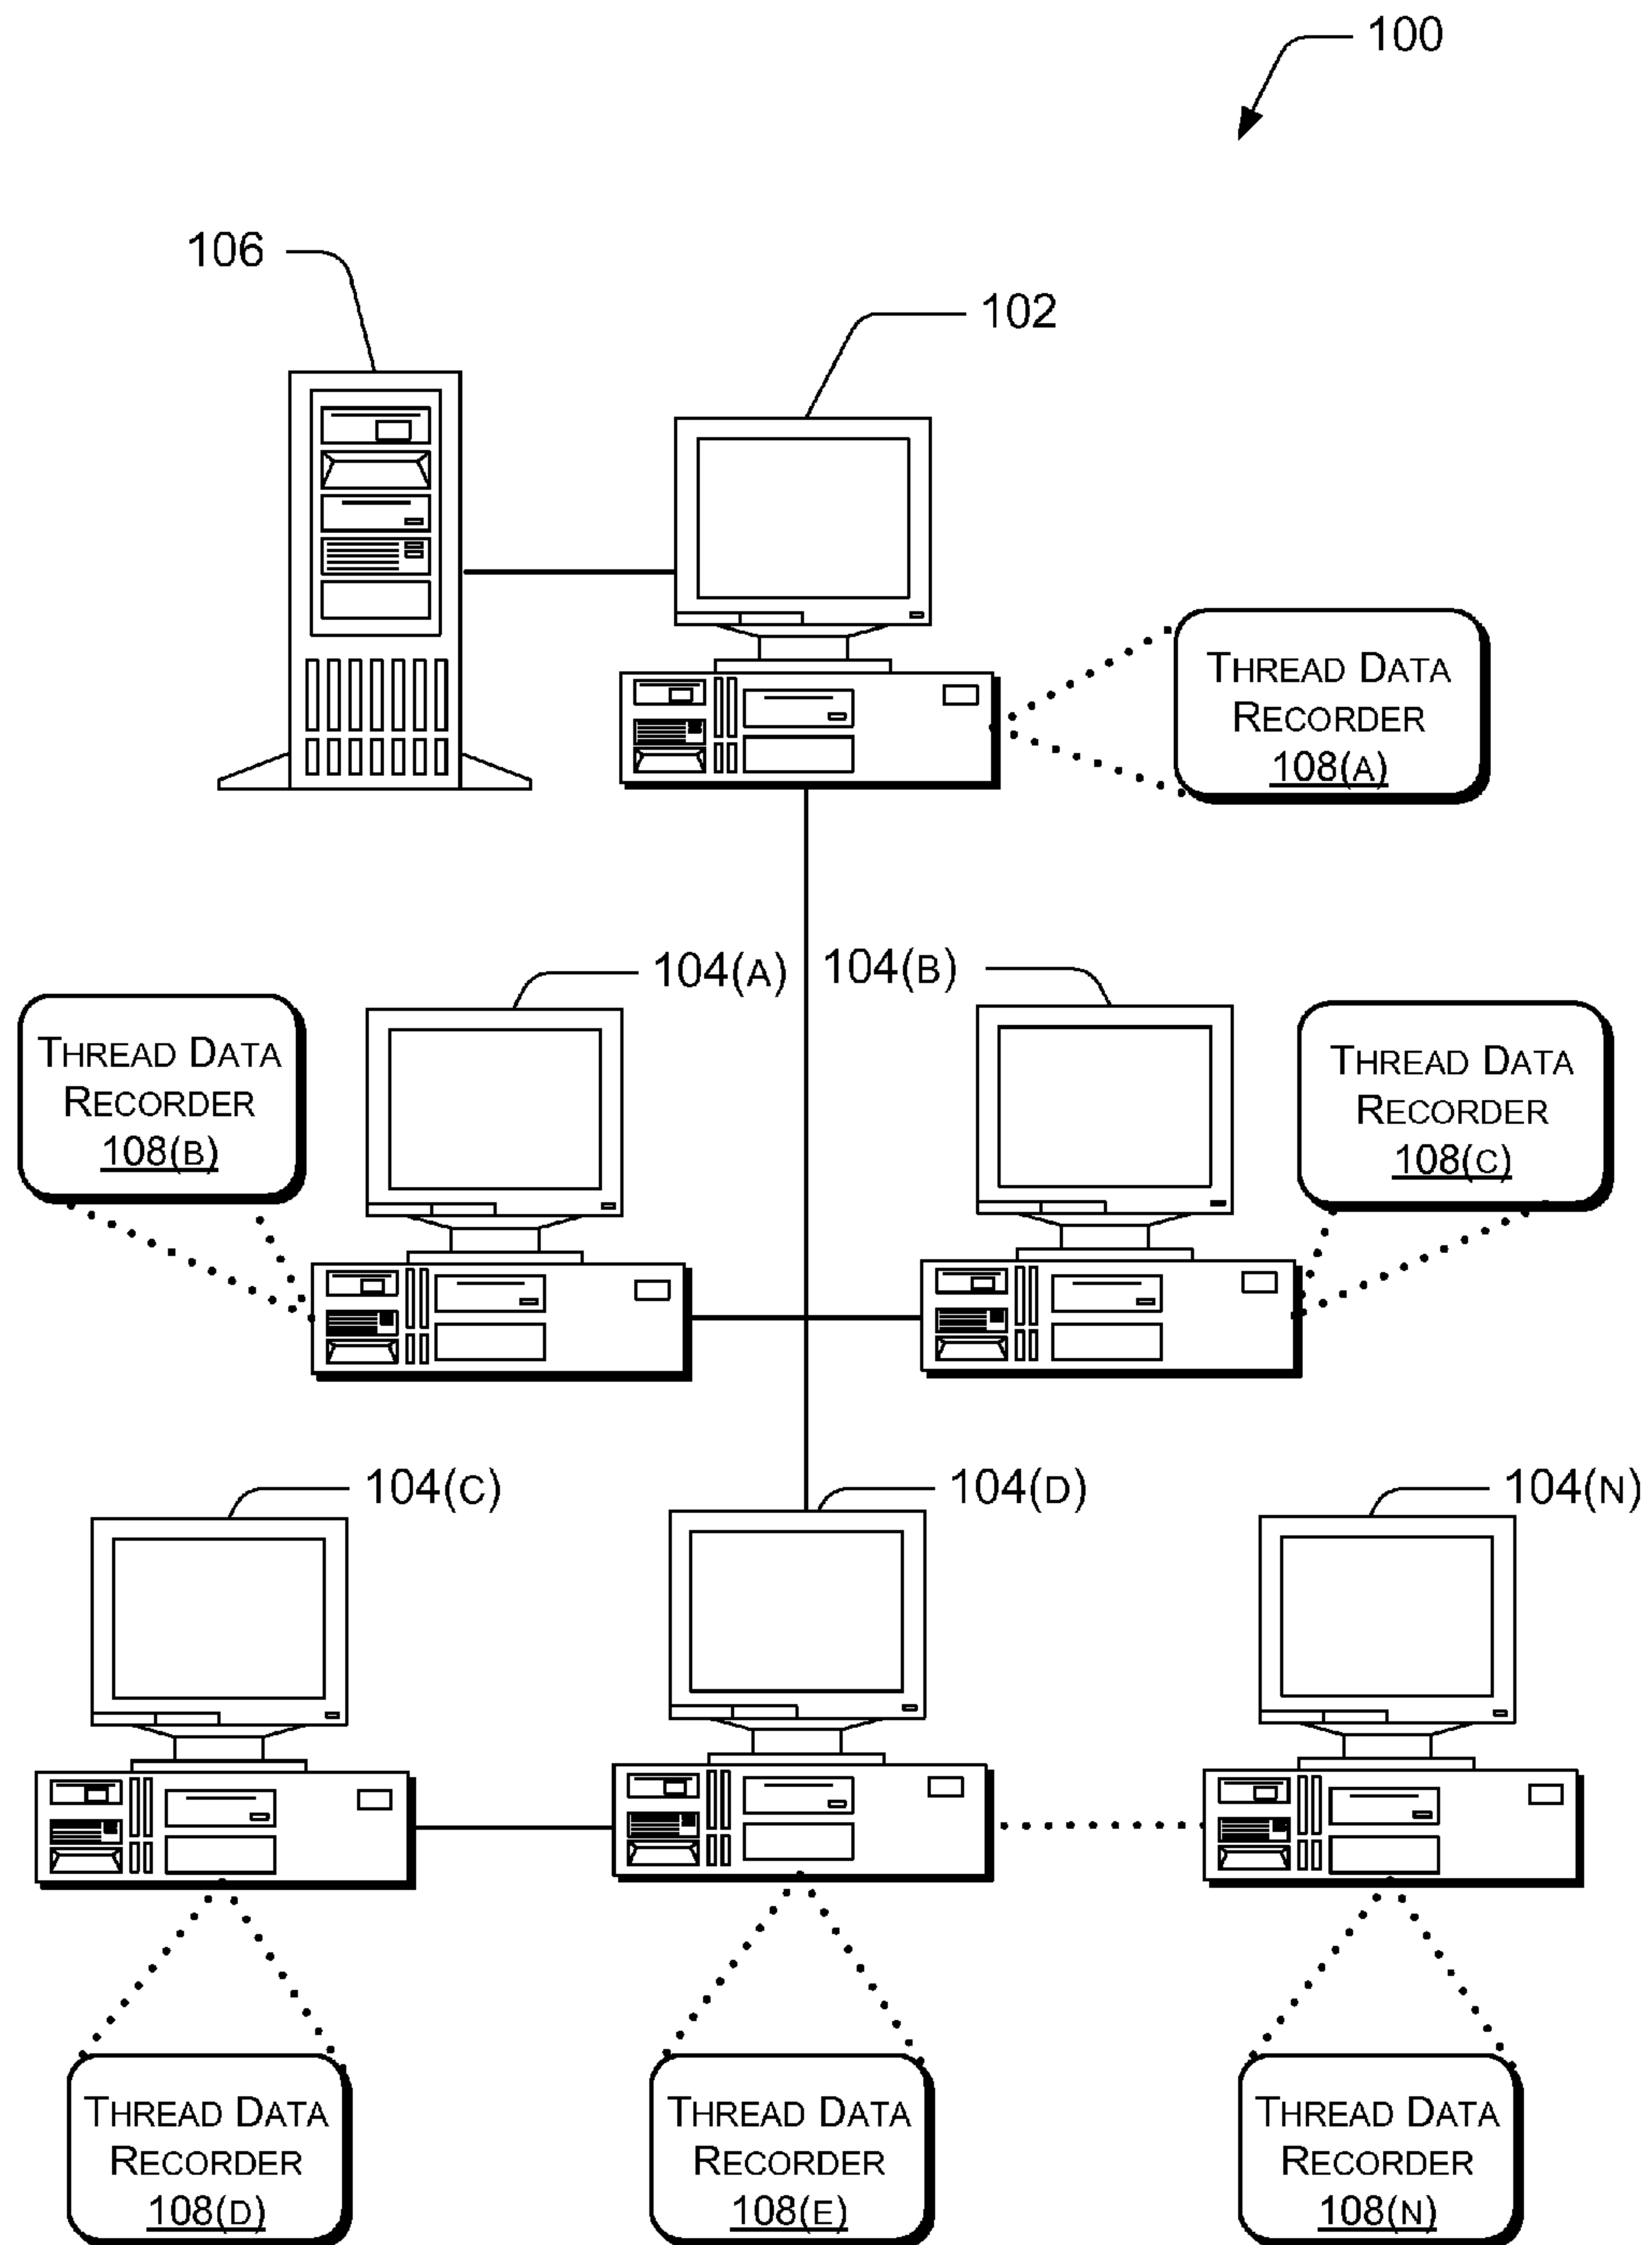 100
106
102
THREAD DATA
RECORDER
108(A)
104(A)
104(B)
THREAD DATA
RECORDER
108(B)
THREAD DATA
RECORDER
108(C)
104(C)
104(D)
104(N)
THREAD DATA
RECORDER
108(D)
THREAD DATA
RECORDER
108(E)
THREAD DATA
RECORDER
108(N)